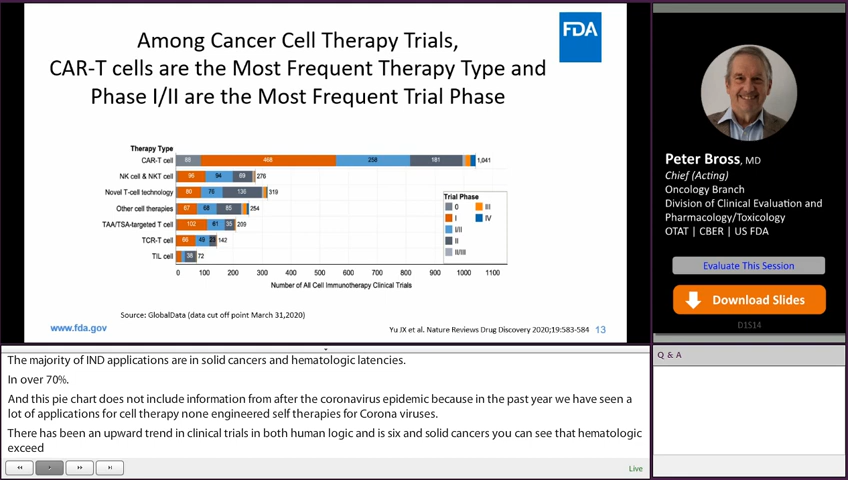 Among Cancer Cell Therapy Trials,
CAR-T cells are the Most Frequent Therapy Type and
Phase I/II are the Most Frequent Trial Phase
FDA
Therapy Type
CAR-T cell 85 468 258 181 1,041
NK cell & NKT cell 96 94 69 276
Novel T-cell technology 80 76 136 319
Other cell therapies 67 68 85 254
TAA/TSA-targeted T cell 102 61 35 209
TCR-T cell 66 49 23 142
TIL cell 38 72
0 100 200 300 400 500 600 700 800 900 1000 1100
Number of All Cell Immunotherapy Clinical Trials
Trial Phase
0 III
I IV
I/II
II
II/III
Source: GlobalData (data cut off point March 31,2020)
www.fda.gov
Yu JX et al. Nature Reviews Drug Discovery 2020;19:583-584 13
Peter Bross, MD
Chief (Acting)
Oncology Branch
Division of Clinical Evaluation and
Pharmacology/Toxicology
OTAT | CBER | US FDA
Evaluate This Session
Download Slides
D1S14
The majority of IND applications are in solid cancers and hematologic latencies.
In over 70%.
And this pie chart does not include information from after the coronavirus epidemic because in the past year we have seen a
lot of applications for cell therapy none engineered self therapies for Corona viruses.
There has been an upward trend in clinical trials in both human logic and is six and solid cancers you can see that hematologic
exceed
Live
Q & A